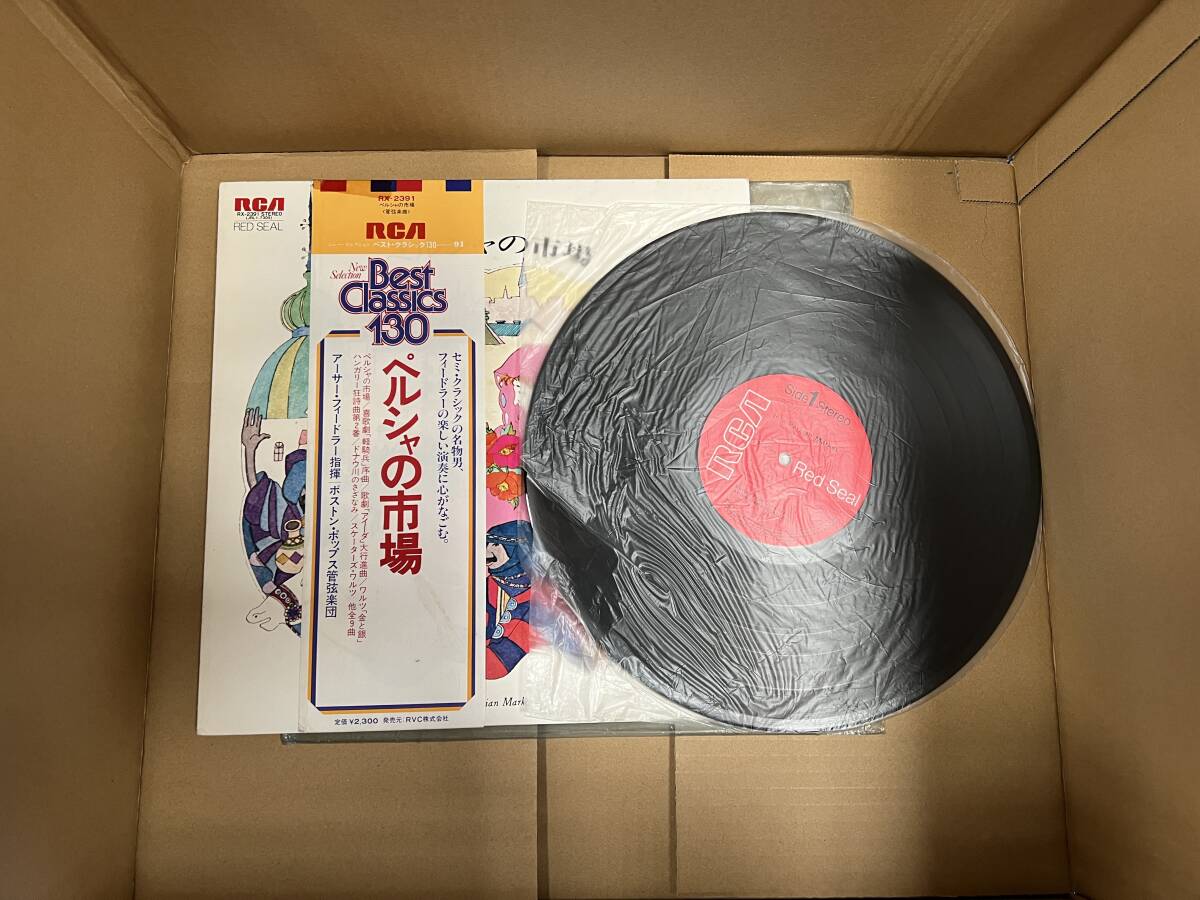 RCA
RX-2391 STEREO
RED SEAL
RX-2391
ペルシャの市場
(管弦楽曲)
RCA
ベスト・クラシック130 91
New Selection
Best
Classics
130
セミ・クラシックの名物男、
フィードラーの楽しい演奏に心がなごむ。
ペルシャの市場
ペルシャの市場/喜歌劇「軽騎兵」序曲/歌劇「アイーダ」大行進曲/ワルツ「金と銀」
ハンガリー狂詩曲第2番/ドナウ川のさざなみ/スケーターズ・ワルツ 他全9曲
アーサー・フィードラー指揮 ボストン・ポップス管弦楽団
定価¥2,300 発売元:RVC株式会社
ャの
ian Mark
Side 1 Stereo
RCA
Red Seal